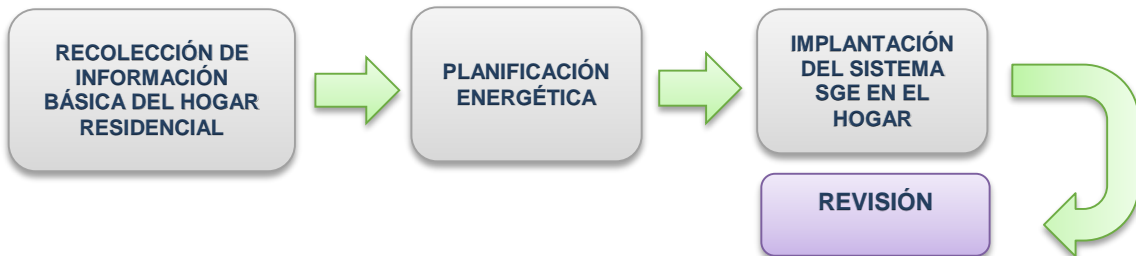 RECOLECCIÓN DE
INFORMACIÓN
BÁSICA DEL HOGAR
RESIDENCIAL
PLANIFICACIÓN
ENERGÉTICA
IMPLANTACIÓN
DEL SISTEMA
SGE EN EL
HOGAR
REVISIÓN